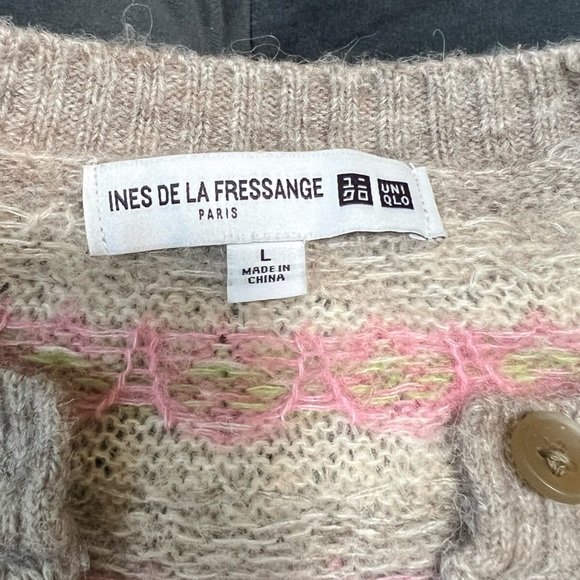 INES DE LA FRESSANGE
PARIS
ユニ
クロ
UNI
QLO
L
MADE IN
CHINA